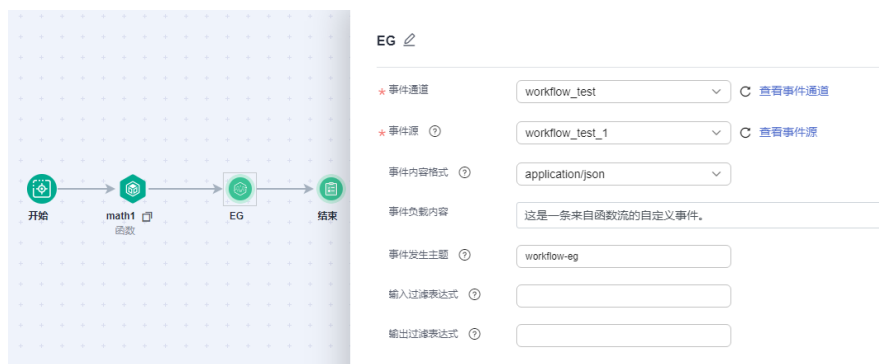 开始
math1
函数
EG
结束
EG
事件通道
workflow_test
查看事件通道
事件源
workflow_test_1
查看事件源
事件内容格式
application/json
事件负载内容
这是一条来自函数流的自定义事件。
事件发生主题
workflow-eg
输入过滤表达式
输出过滤表达式